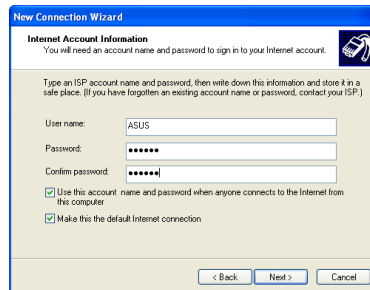 New Connection Wizard
Internet Account Information
You will need an account name and password to sign in to your Internet account.
Type an ISP account name and password, then write down this information and store it in a
safe place. (If you have forgotten an existing account name or password, contact your ISP.)
User name:
ASUS
Password:
••••••
Confirm password:
••••••
Use this account name and password when anyone connects to the Internet from
this computer
Make this the default Internet connection
< Back
Next >
Cancel